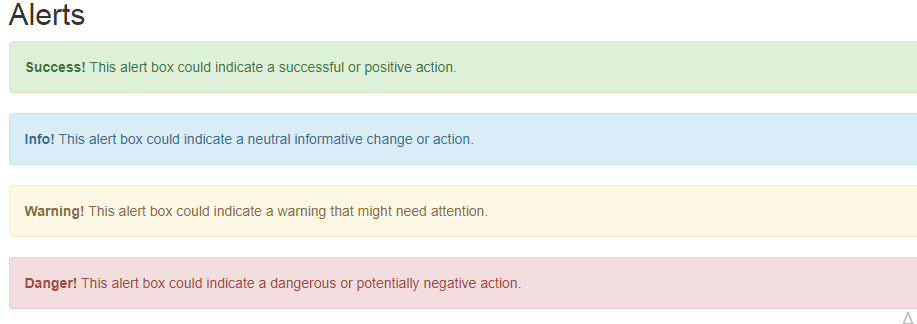 Alerts
Success! This alert box could indicate a successful or positive action.
Info! This alert box could indicate a neutral informative change or action.
Warning! This alert box could indicate a warning that might need attention.
Danger! This alert box could indicate a dangerous or potentially negative action.